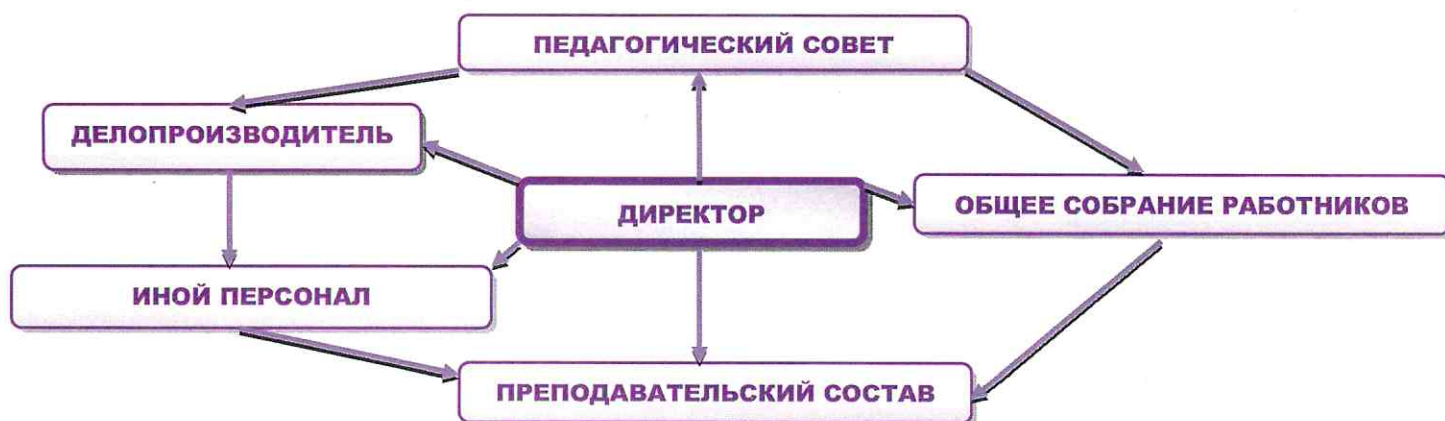 ПЕДАГОГИЧЕСКИЙ СОВЕТ
ДЕЛОПРОИЗВОДИТЕЛЬ
ДИРЕКТОР
ОБЩЕЕ СОБРАНИЕ РАБОТНИКОВ
ИНОЙ ПЕРСОНАЛ
ПРЕПОДАВАТЕЛЬСКИЙ СОСТАВ